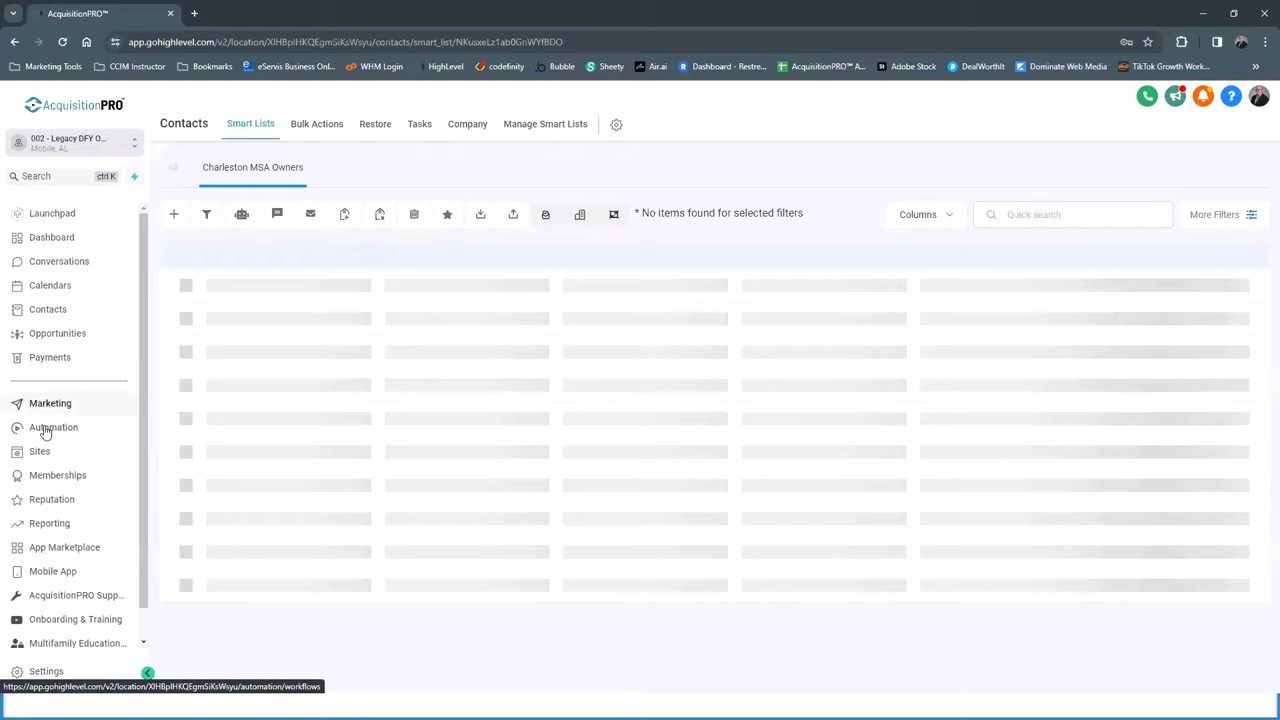 AcquisitionPRO™
app.gohighlevel.com/v2/location/XIHBpIHKQEgmSiKsWsyu/contacts/smart_list/NKusxeLz1ab0GnWYfBDO
Marketing Tools
CCIM Instructor
Bookmarks
eServis Business Onl...
WHM Login
HighLevel
codefinity
Bubble
Sheety
Air.ai
Dashboard - Restre...
AcquisitionPRO™ A...
Adobe Stock
DealWorthIt
Dominate Web Media
TikTok Growth Wor...
AcquisitionPRO™
002 - Legacy DFY O...
Mobile, AL
Search
ctrl K
Launchpad
Dashboard
Conversations
Calendars
Contacts
Opportunities
Payments
Marketing
Automation
Sites
Memberships
Reputation
Reporting
App Marketplace
Mobile App
AcquisitionPRO Supp...
Onboarding & Training
Multifamily Education...
Settings
Contacts
Smart Lists
Bulk Actions
Restore
Tasks
Company
Manage Smart Lists
All
Charleston MSA Owners
* No items found for selected filters
Columns
Quick search
More Filters
https://app.gohighlevel.com/v2/location/XIHBpIHKQEgmSiKsWsyu/automation/workflows